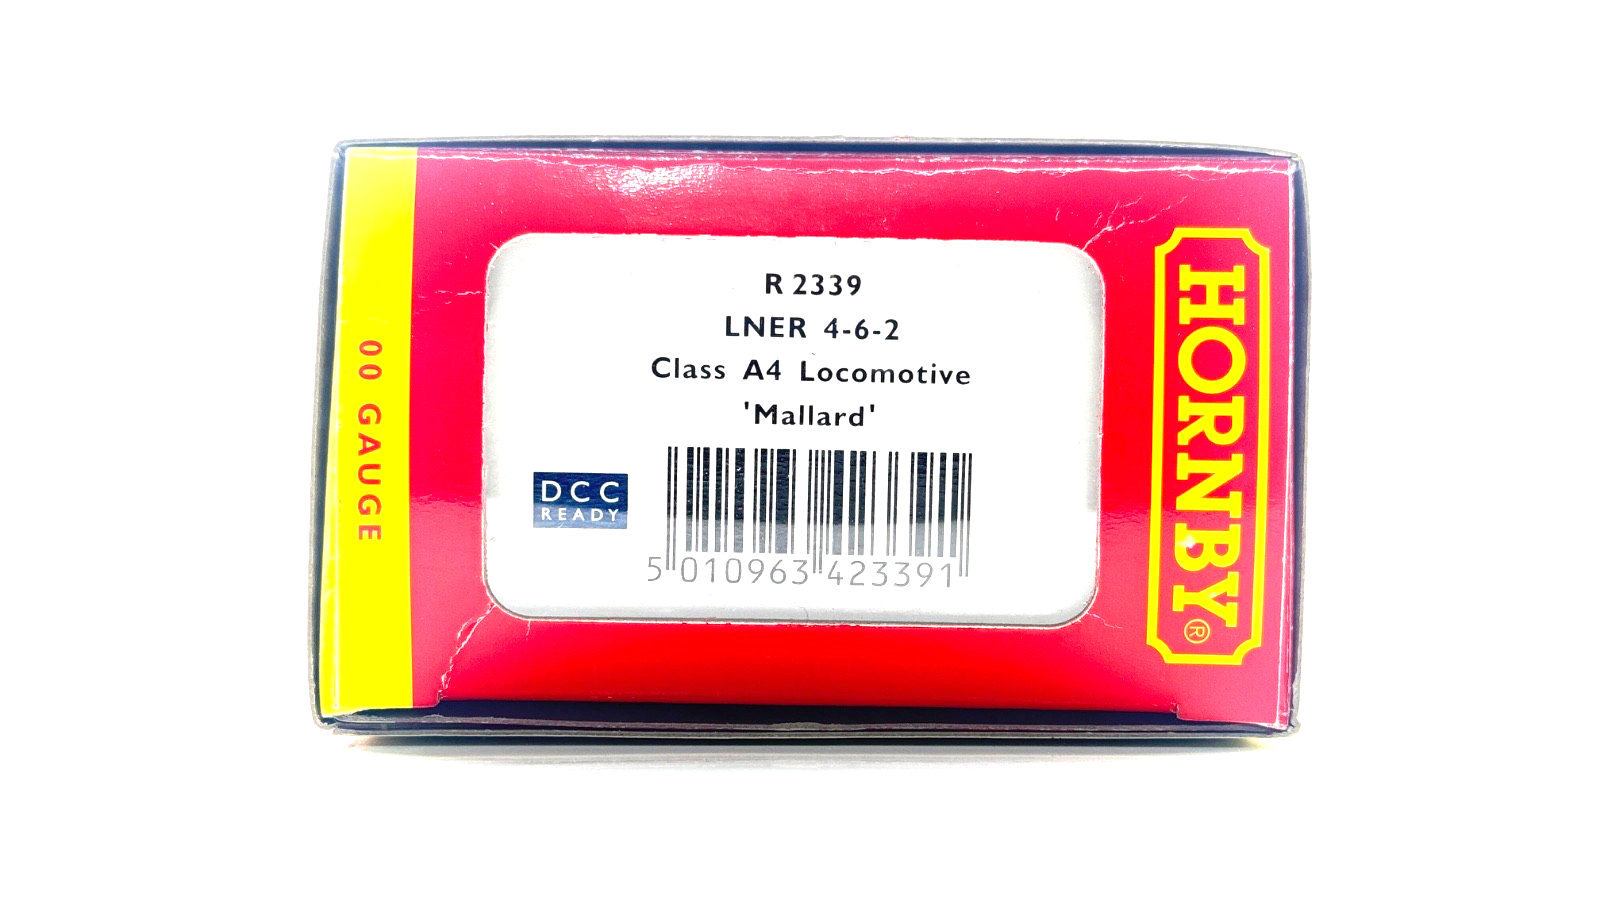 00 GAUGE
R 2339
LNER 4-6-2
Class A4 Locomotive
'Mallard'
DCC
READY
5 010963 423391
HORNBY®